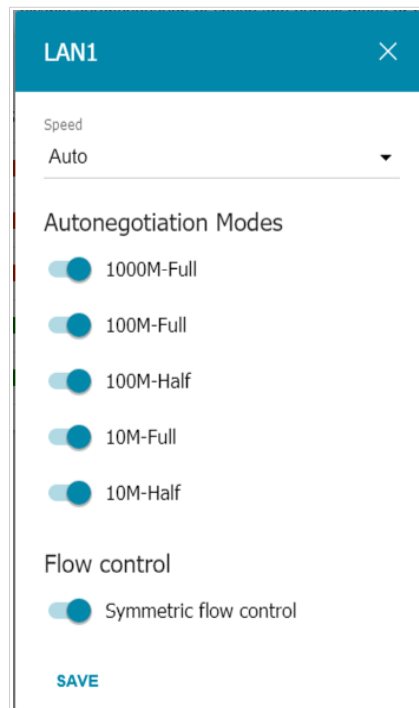 LAN1
Speed
Auto
Autonegotiation Modes
1000M-Full
100M-Full
100M-Half
10M-Full
10M-Half
Flow control
Symmetric flow control
SAVE